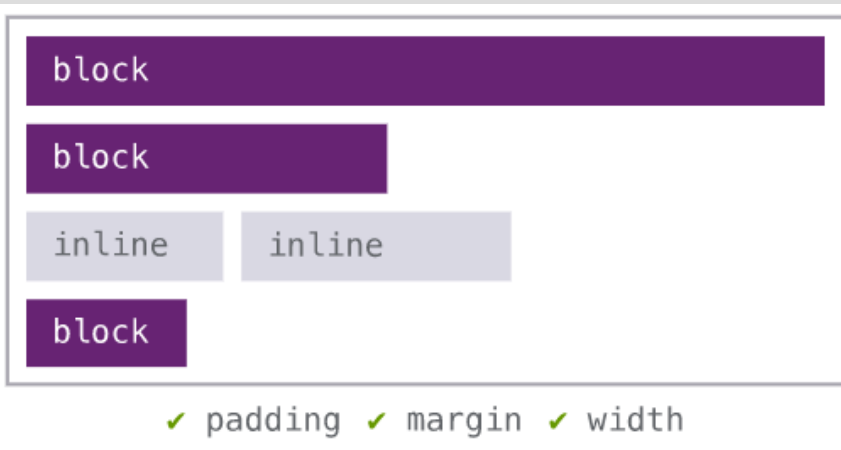 block
block
inline inline
block
✔ padding ✔ margin ✔ width